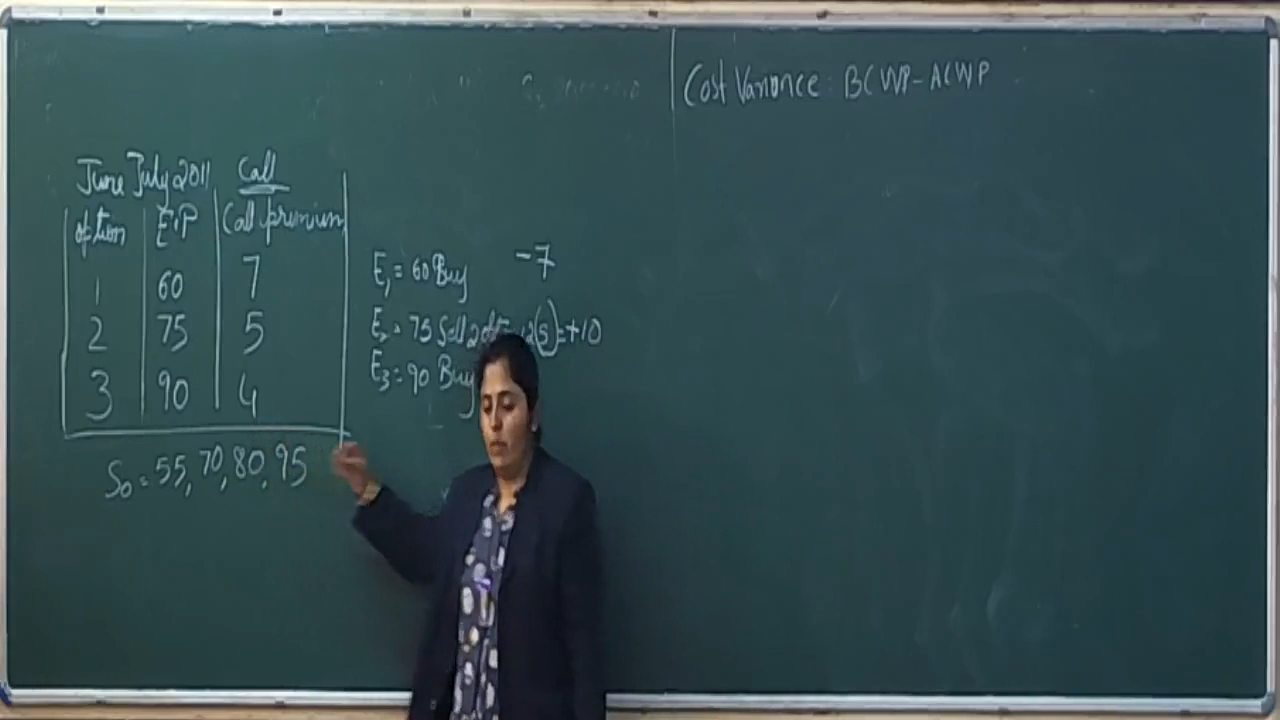 Cost Variance : BCWP - ACWP
June July 2011 Call
option E.P Call premium
1 60 7
2 75 5
3 90 4
S0 = 55, 70, 80, 95
E1 = 60 Buy -7
E2 = 75 Sell 2 (5) = +10
E3 = 90 Buy